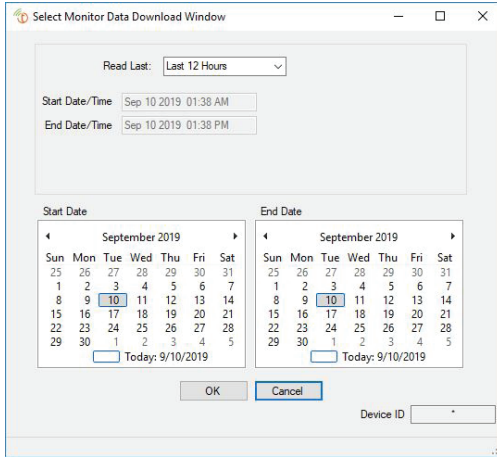 Select Monitor Data Download Window
Read Last: Last 12 Hours
Start Date/Time Sep 10 2019 01:38 AM
End Date/Time Sep 10 2019 01:38 PM
Start Date
September 2019
Sun Mon Tue Wed Thu Fri Sat
25 26 27 28 29 30 31
1 2 3 4 5 6 7
8 9 10 11 12 13 14
15 16 17 18 19 20 21
22 23 24 25 26 27 28
29 30 1 2 3 4 5
Today: 9/10/2019
End Date
September 2019
Sun Mon Tue Wed Thu Fri Sat
25 26 27 28 29 30 31
1 2 3 4 5 6 7
8 9 10 11 12 13 14
15 16 17 18 19 20 21
22 23 24 25 26 27 28
29 30 1 2 3 4 5
Today: 9/10/2019
OK Cancel
Device ID *